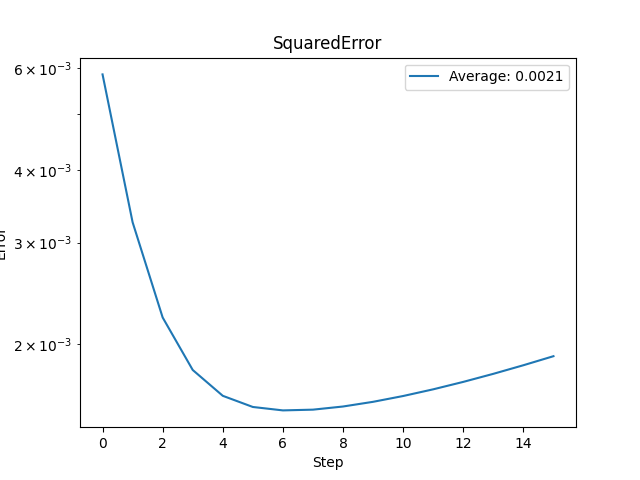 SquaredError
Average: 0.0021
6 × 10⁻³
4 × 10⁻³
3 × 10⁻³
2 × 10⁻³
Error
0 2 4 6 8 10 12 14
Step